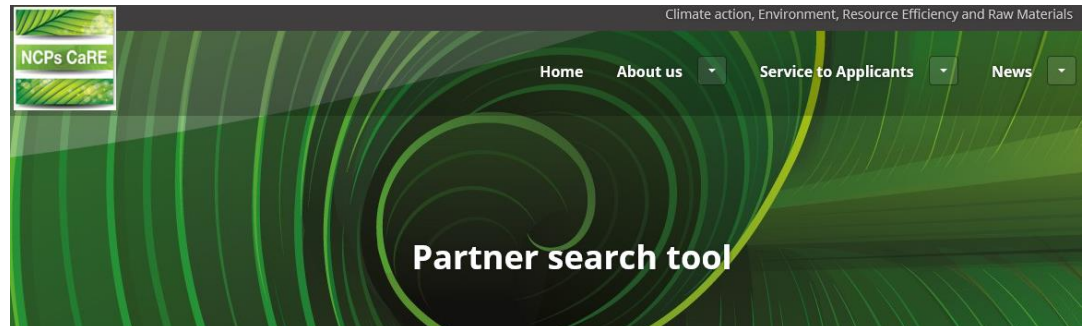 Climate action, Environment, Resource Efficiency and Raw Materials
NCPs CaRE
Home About us Service to Applicants News
Partner search tool